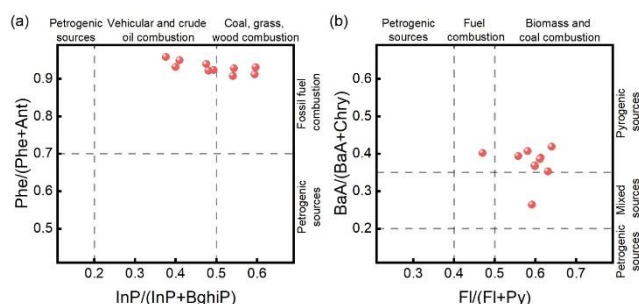 (a)
Petrogenic sources
Vehicular and crude oil combustion
Coal, grass, wood combustion
Phe/(Phe+Ant)
0.9
0.8
0.7
0.6
0.5
Fossil fuel combustion
Petrogenic sources
0.2
0.3
0.4
0.5
0.6
InP/(InP+BghiP)
(b)
Petrogenic sources
Fuel combustion
Biomass and coal combustion
BaA/(BaA+Chry)
0.6
0.5
0.4
0.3
0.2
Pyrogenic sources
Mixed sources
Petrogenic sources
0.3
0.4
0.5
0.6
0.7
Fl/(Fl+Py)